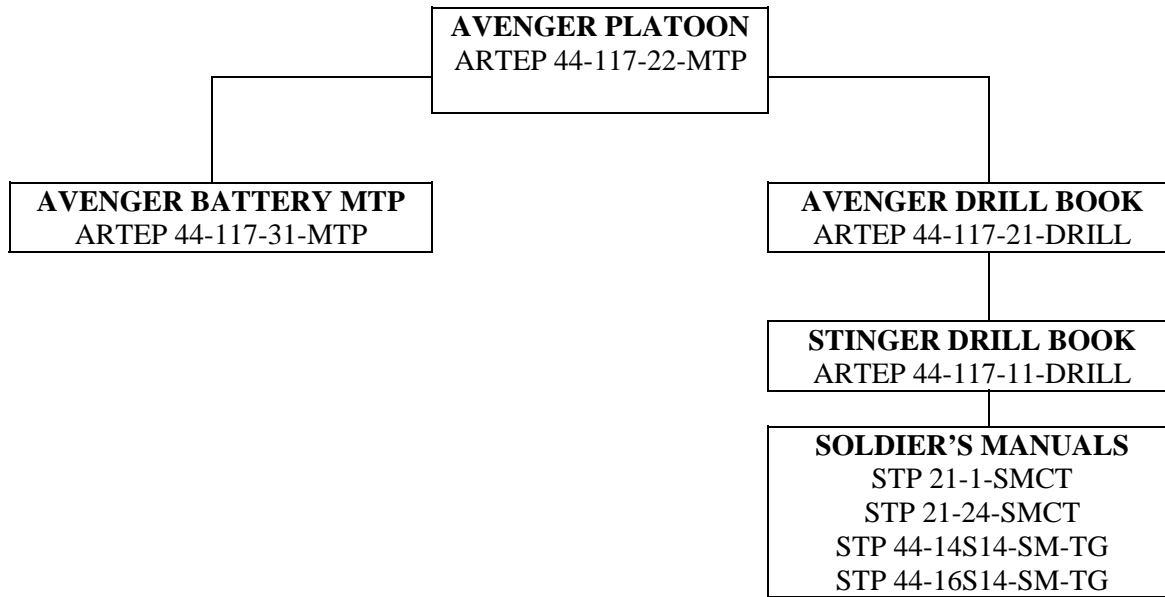 AVENGER PLATOON
ARTEP 44-117-22-MTP
AVENGER BATTERY MTP
ARTEP 44-117-31-MTP
AVENGER DRILL BOOK
ARTEP 44-117-21-DRILL
STINGER DRILL BOOK
ARTEP 44-117-11-DRILL
SOLDIER’S MANUALS
STP 21-1-SMCT
STP 21-24-SMCT
STP 44-14S14-SM-TG
STP 44-16S14-SM-TG